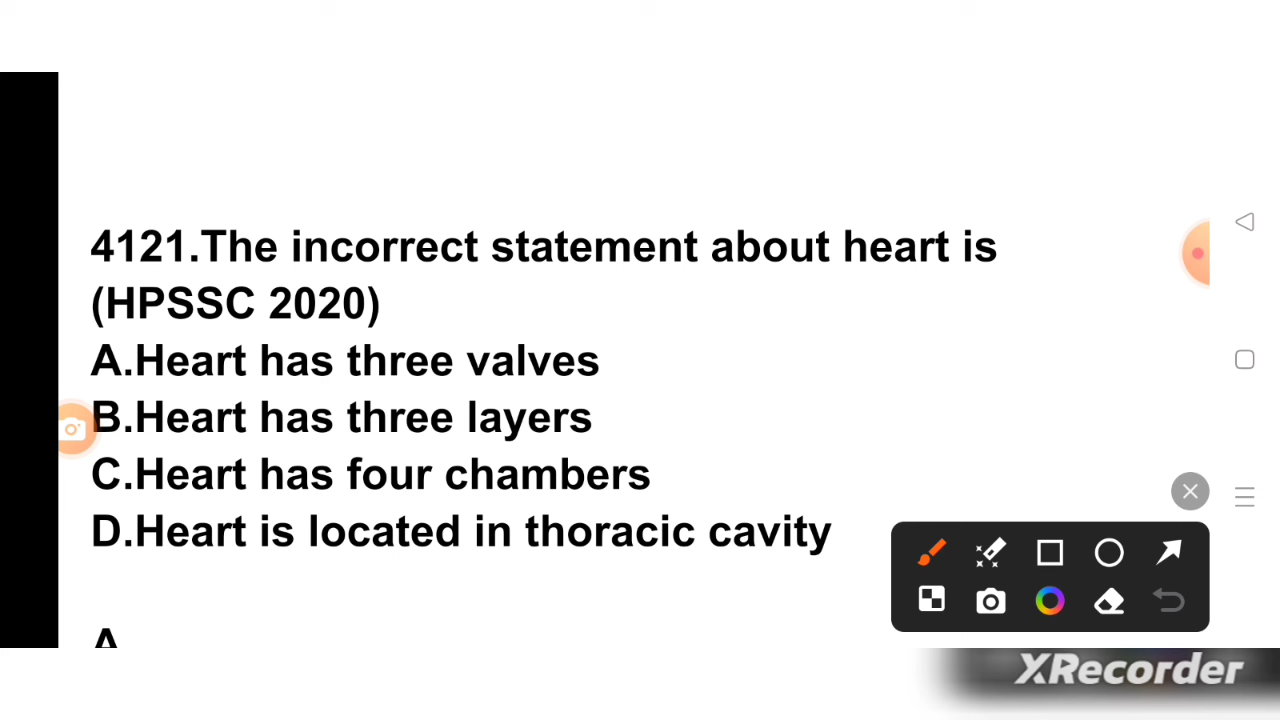 4121.The incorrect statement about heart is
(HPSSC 2020)
A.Heart has three valves
B.Heart has three layers
C.Heart has four chambers
D.Heart is located in thoracic cavity
A
XRecorder